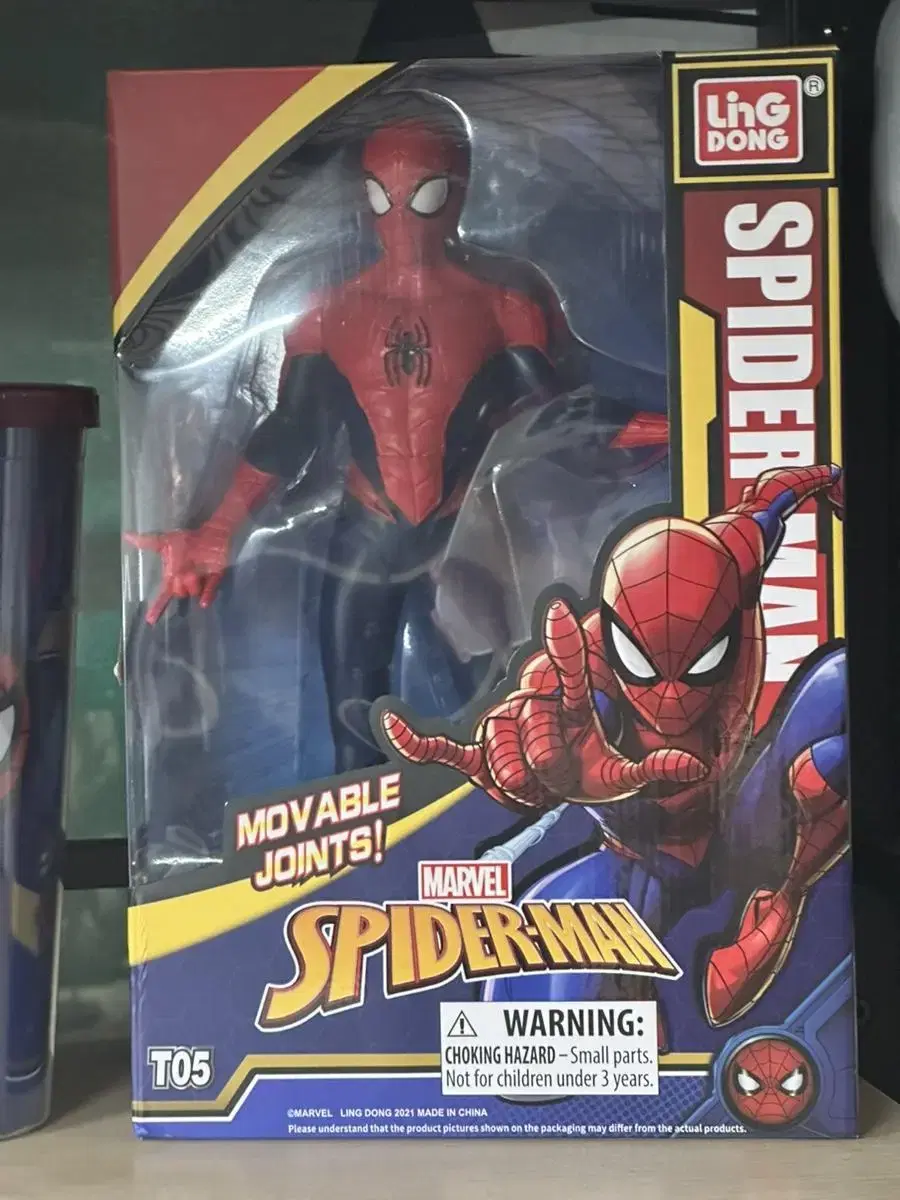 LiNG
DONG
®
SPIDER-MAN
MOVABLE
JOINTS!
MARVEL
SPIDER-MAN
WARNING:
CHOKING HAZARD – Small parts.
Not for children under 3 years.
T05
©MARVEL LING DONG 2021 MADE IN CHINA
Please understand that the product pictures shown on the packaging may differ from the actual products.